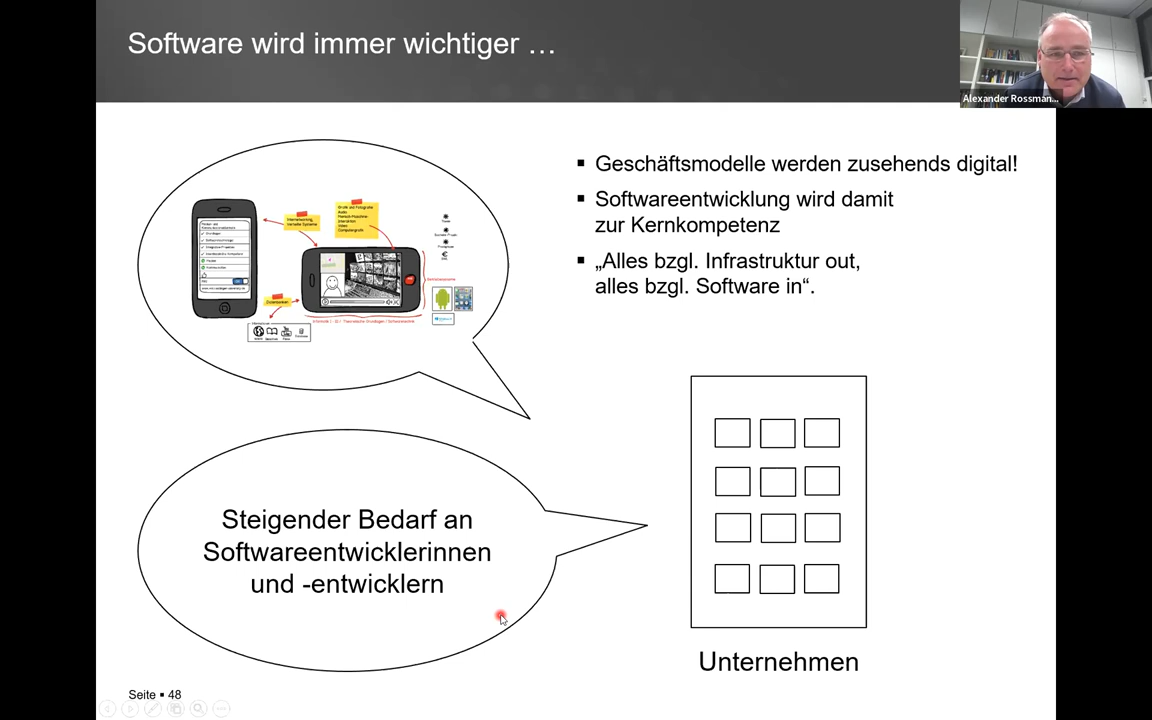 Software wird immer wichtiger …
Alexander Rossman...
Geschäftsmodelle werden zusehends digital!
Softwareentwicklung wird damit
zur Kernkompetenz
„Alles bzgl. Infrastruktur out,
alles bzgl. Software in“.
Steigender Bedarf an
Softwareentwicklerinnen
und -entwicklern
Unternehmen
Seite ▪ 48